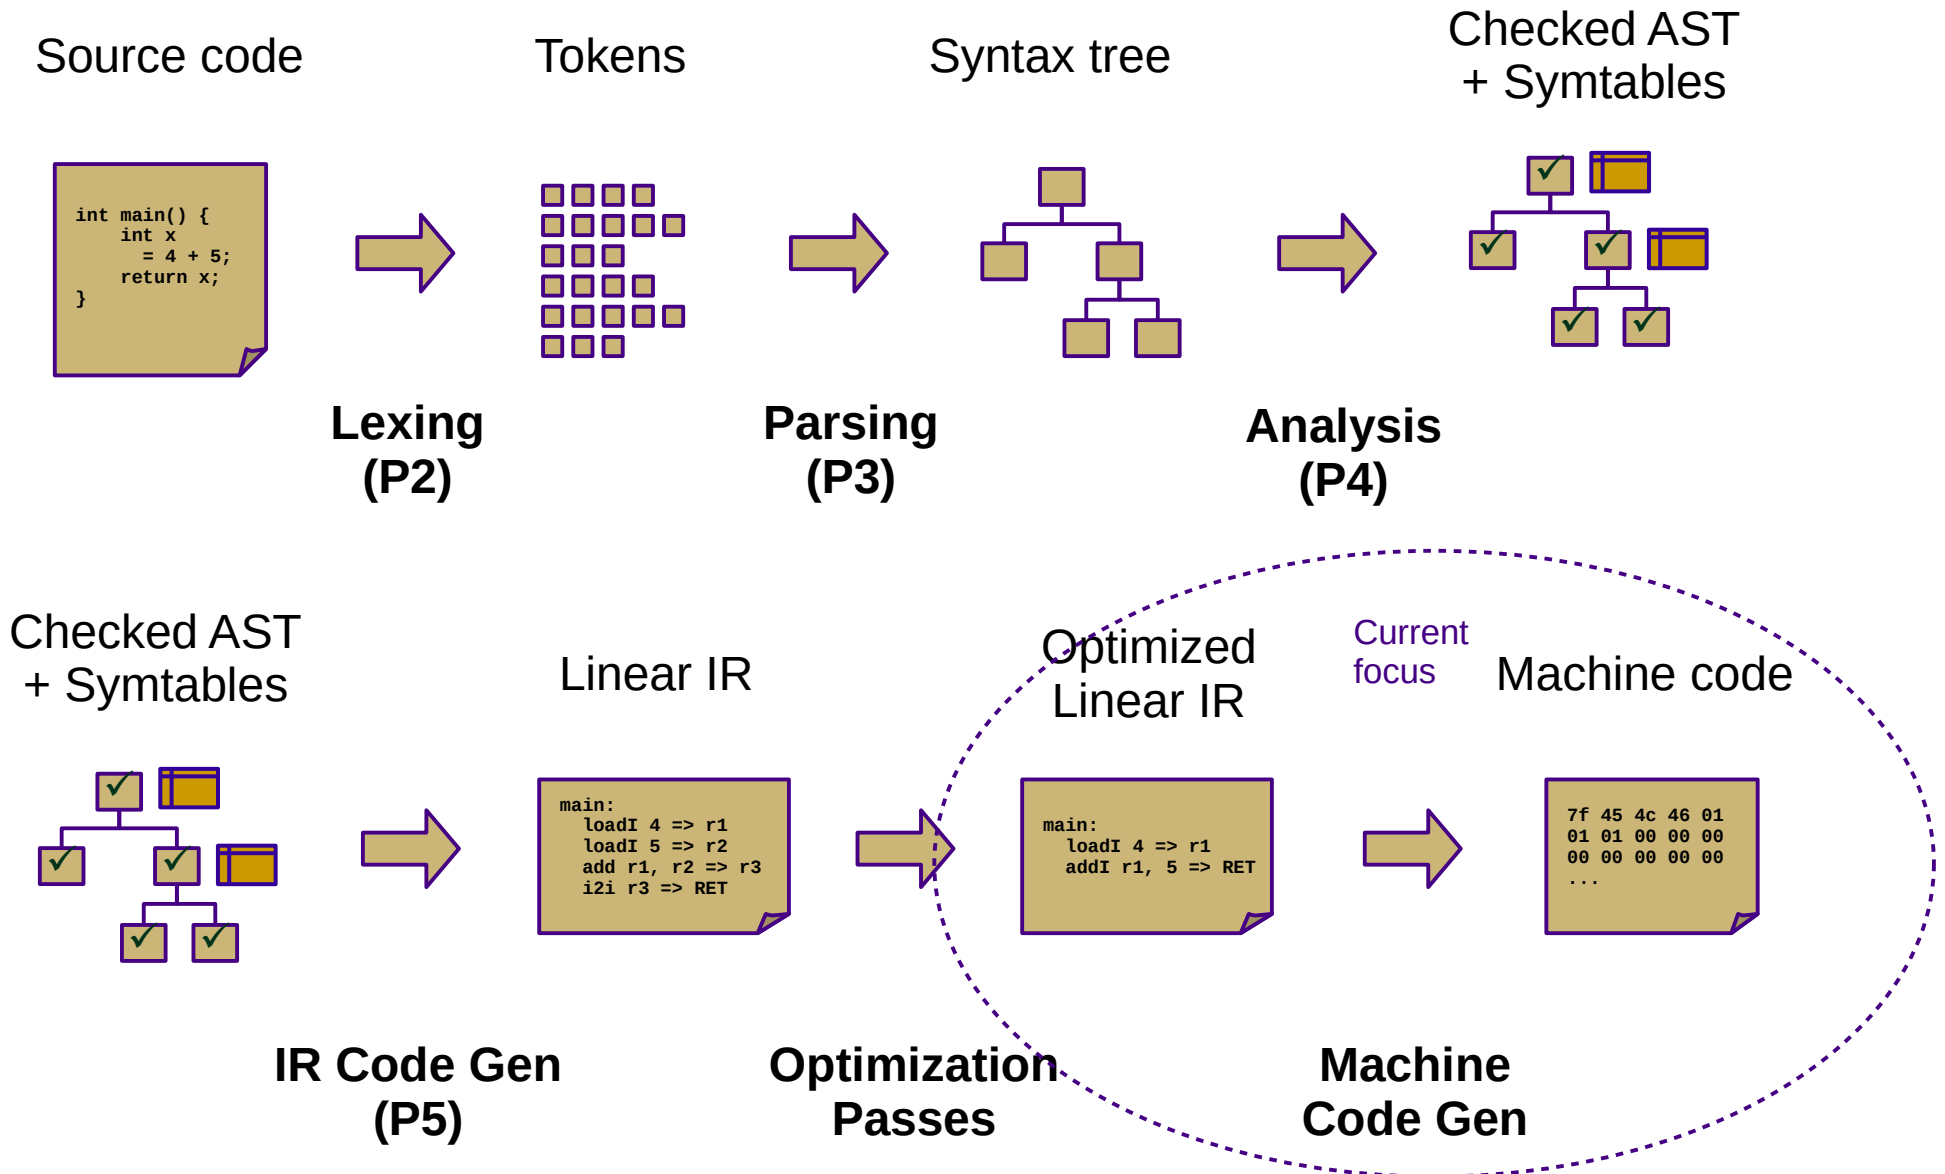 Source code
Tokens
Syntax tree
Checked AST
+ Symtables
int main() {
int x
= 4 + 5;
return x;
}
Lexing
(P2)
Parsing
(P3)
Analysis
(P4)
Checked AST
+ Symtables
Linear IR
Optimized
Linear IR
Current
focus
Machine code
main:
loadI 4 => r1
loadI 5 => r2
add r1, r2 => r3
i2i r3 => RET
main:
loadI 4 => r1
addI r1, 5 => RET
7f 45 4c 46 01
01 01 00 00 00
00 00 00 00 00
...
IR Code Gen
(P5)
Optimization
Passes
Machine
Code Gen